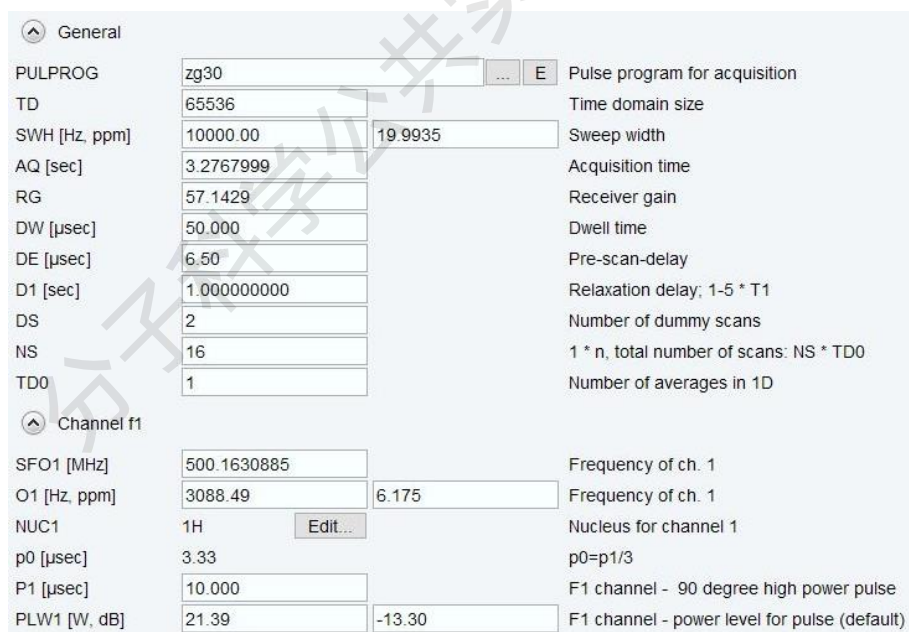 General
PULPROG zg30 ... E Pulse program for acquisition
TD 65536 Time domain size
SWH [Hz, ppm] 10000.00 19.9935 Sweep width
AQ [sec] 3.2767999 Acquisition time
RG 57.1429 Receiver gain
DW [µsec] 50.000 Dwell time
DE [µsec] 6.50 Pre-scan-delay
D1 [sec] 1.000000000 Relaxation delay; 1-5 * T1
DS 2 Number of dummy scans
NS 16 1 * n, total number of scans: NS * TD0
TD0 1 Number of averages in 1D
Channel f1
SFO1 [MHz] 500.1630885 Frequency of ch. 1
O1 [Hz, ppm] 3088.49 6.175 Frequency of ch. 1
NUC1 1H Edit... Nucleus for channel 1
p0 [µsec] 3.33 p0=p1/3
P1 [µsec] 10.000 F1 channel - 90 degree high power pulse
PLW1 [W, dB] 21.39 -13.30 F1 channel - power level for pulse (default)
分子科学公共